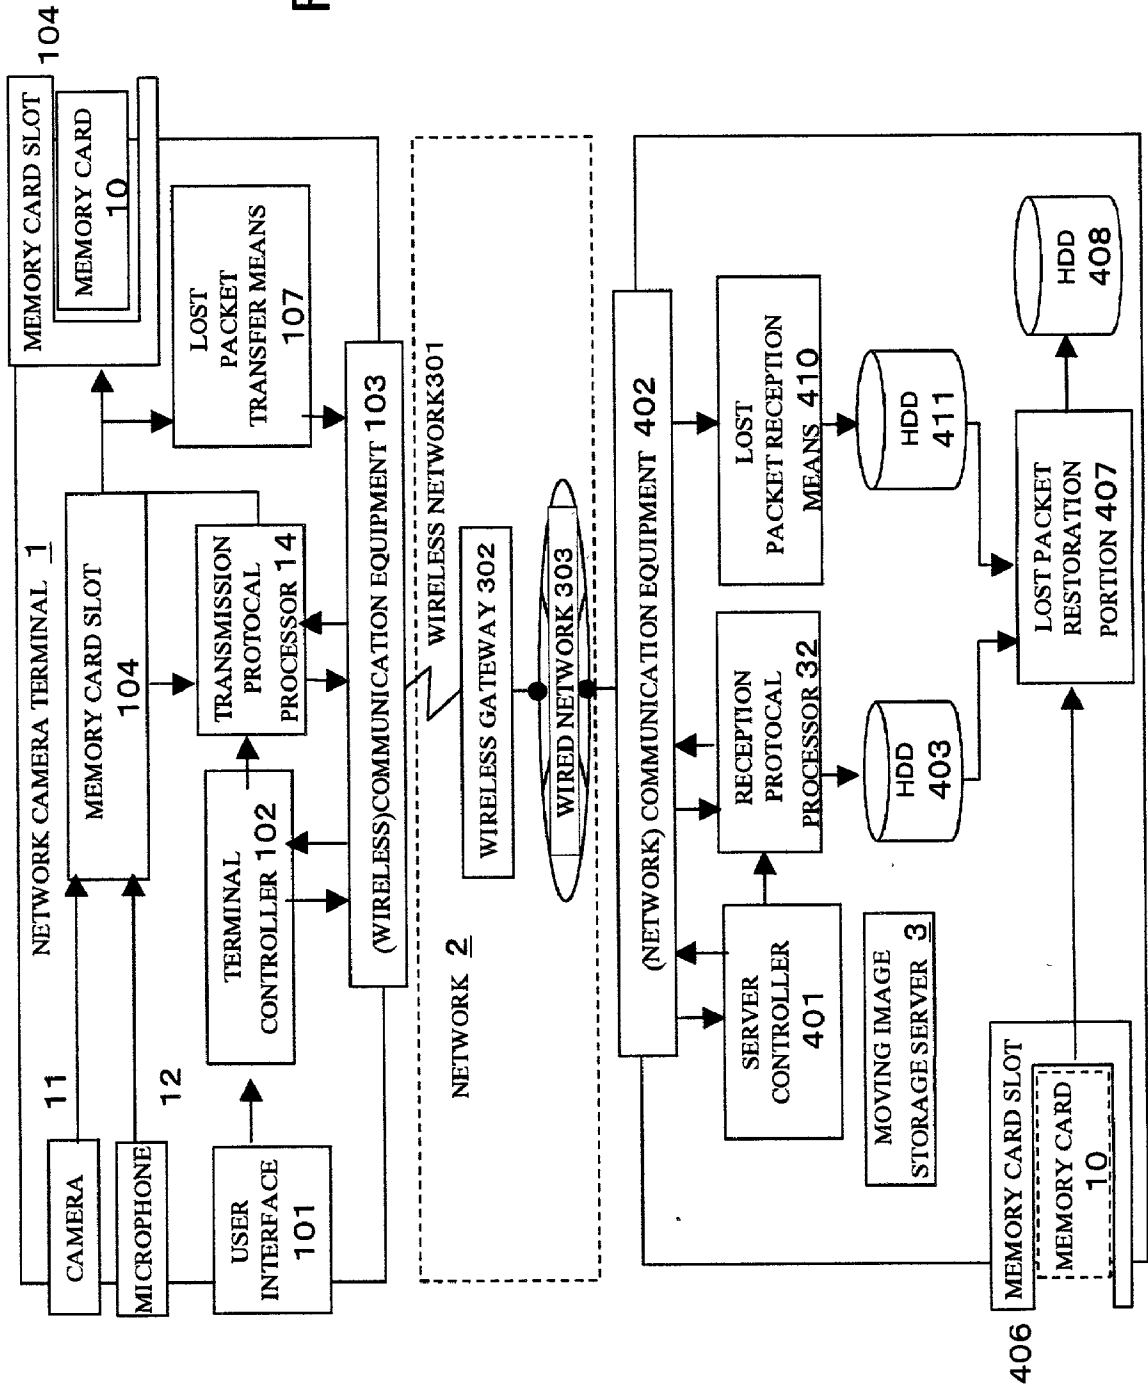 F
104
NETWORK CAMERA TERMINAL 1
MEMORY CARD SLOT
MEMORY CARD
10
CAMERA
11
MICROPHONE
12
MEMORY CARD SLOT
104
USER
INTERFACE
101
TERMINAL
CONTROLLER 102
TRANSMISSION
PROTOCAL
PROCESSOR 14
LOST
PACKET
TRANSFER MEANS
107
(WIRELESS)COMMUNICATION EQUIPMENT 103
WIRELESS NETWORK301
NETWORK 2
WIRELESS GATEWAY 302
WIRED NETWORK 303
(NETWORK) COMMUNICATION EQUIPMENT 402
SERVER
CONTROLLER
401
RECEPTION
PROTOCAL
PROCESSOR 32
LOST
PACKET RECEPTION
MEANS 410
MOVING IMAGE
STORAGE SERVER 3
HDD
403
HDD
411
406
MEMORY CARD SLOT
MEMORY CARD
10
LOST PACKET
RESTORATION
PORTION 407
HDD
408